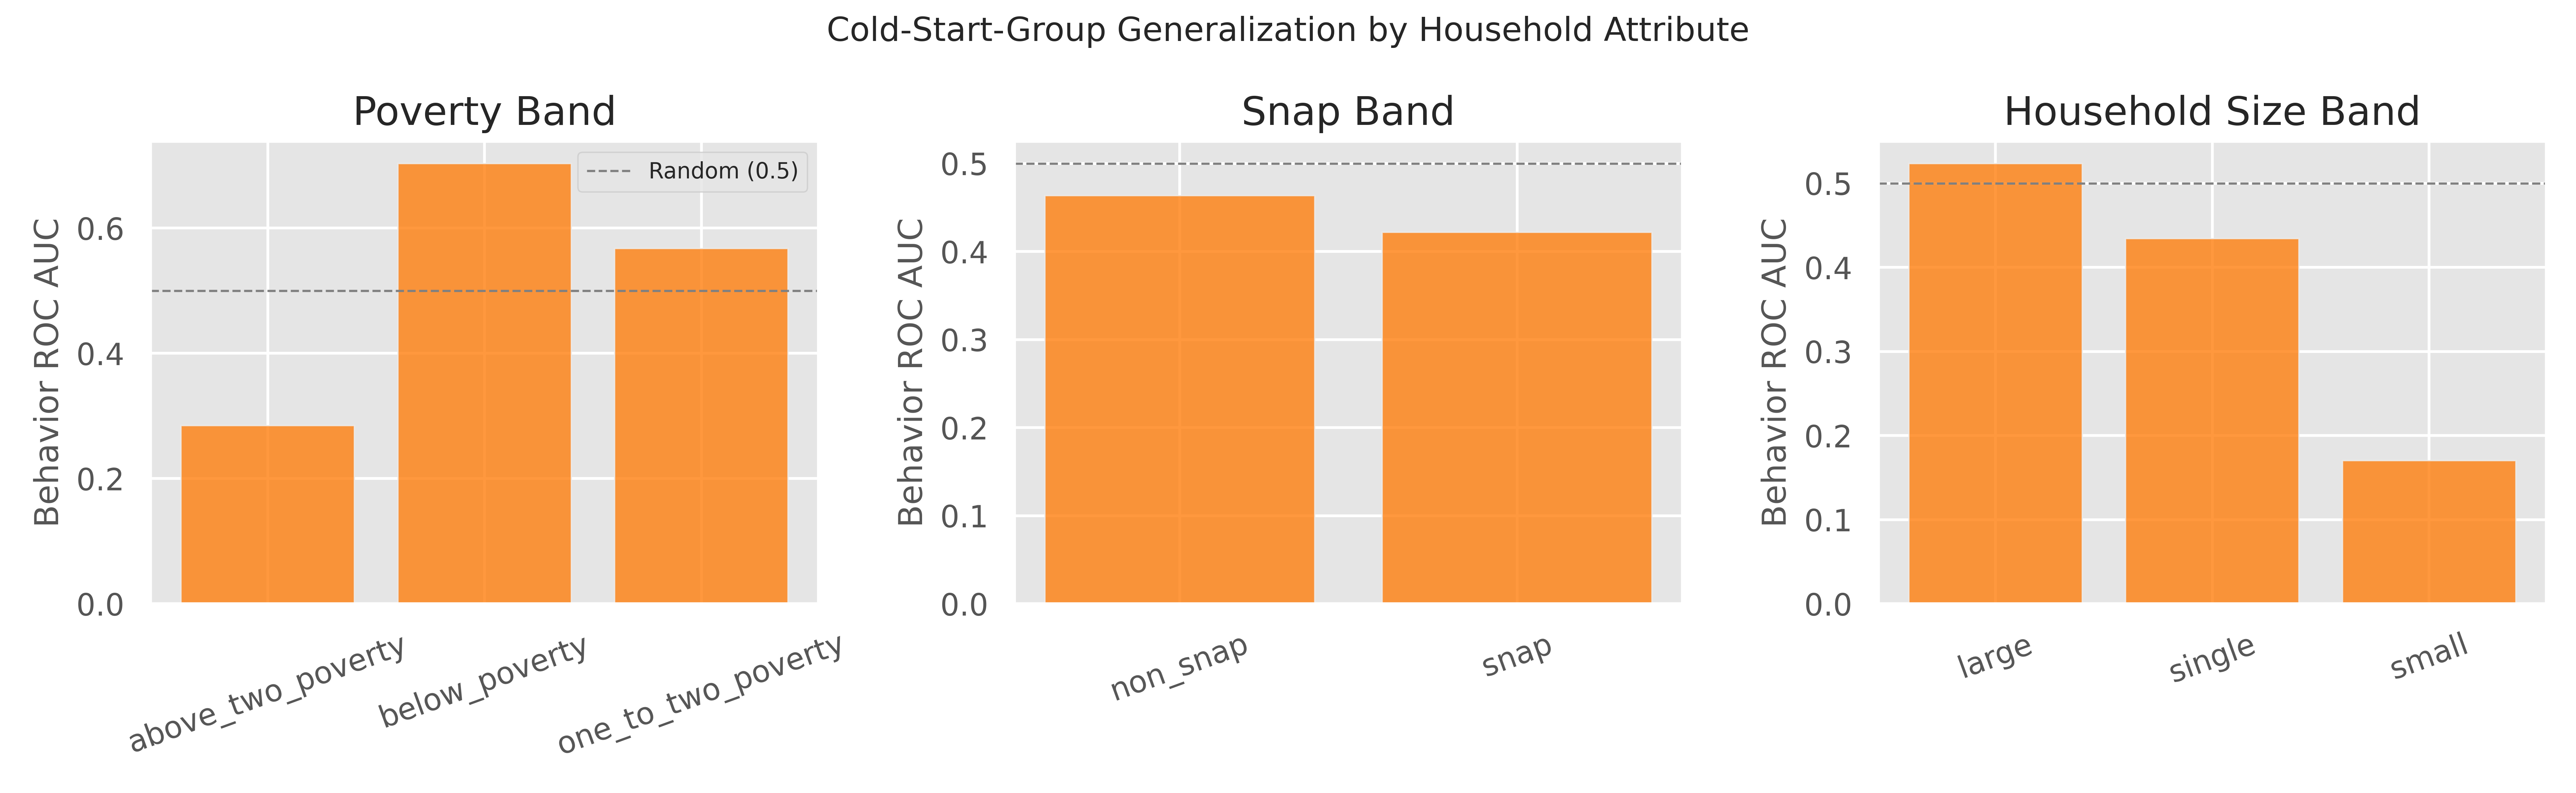 Cold-Start-Group Generalization by Household Attribute
Poverty Band
Behavior ROC AUC
0.6
0.4
0.2
0.0
Random (0.5)
above_two_poverty
below_poverty
one_to_two_poverty
Snap Band
Behavior ROC AUC
0.5
0.4
0.3
0.2
0.1
0.0
non_snap
snap
Household Size Band
Behavior ROC AUC
0.5
0.4
0.3
0.2
0.1
0.0
large
single
small